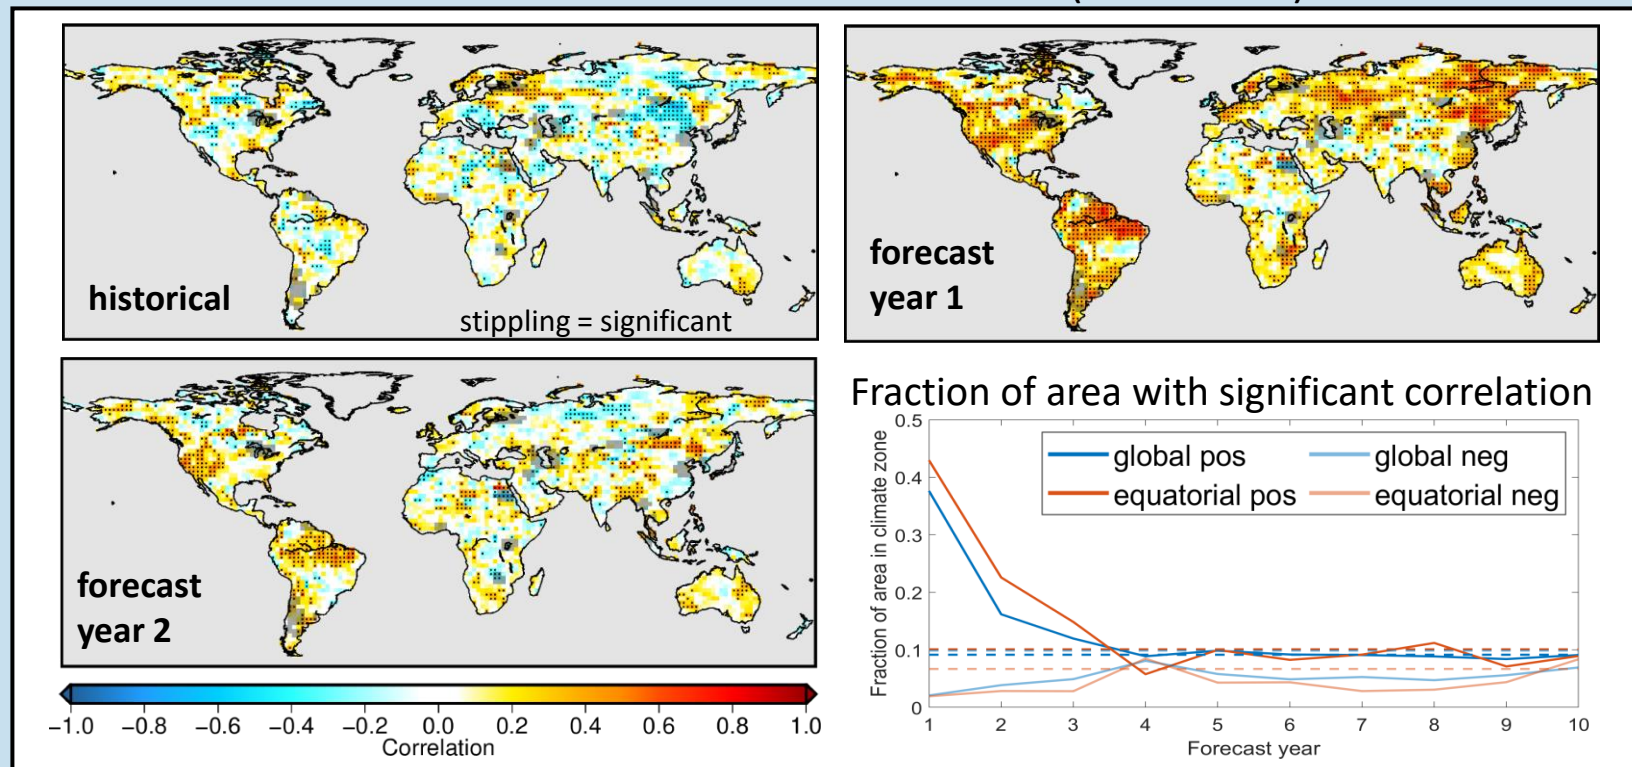 historical
stippling = significant
forecast
year 1
forecast
year 2
−1.0 −0.8 −0.6 −0.4 −0.2 0.0 0.2 0.4 0.6 0.8 1.0
Correlation
Fraction of area with significant correlation
0.5
0.4
0.3
0.2
0.1
0
Fraction of area in climate zone
global pos
global neg
equatorial pos
equatorial neg
1 2 3 4 5 6 7 8 9 10
Forecast year